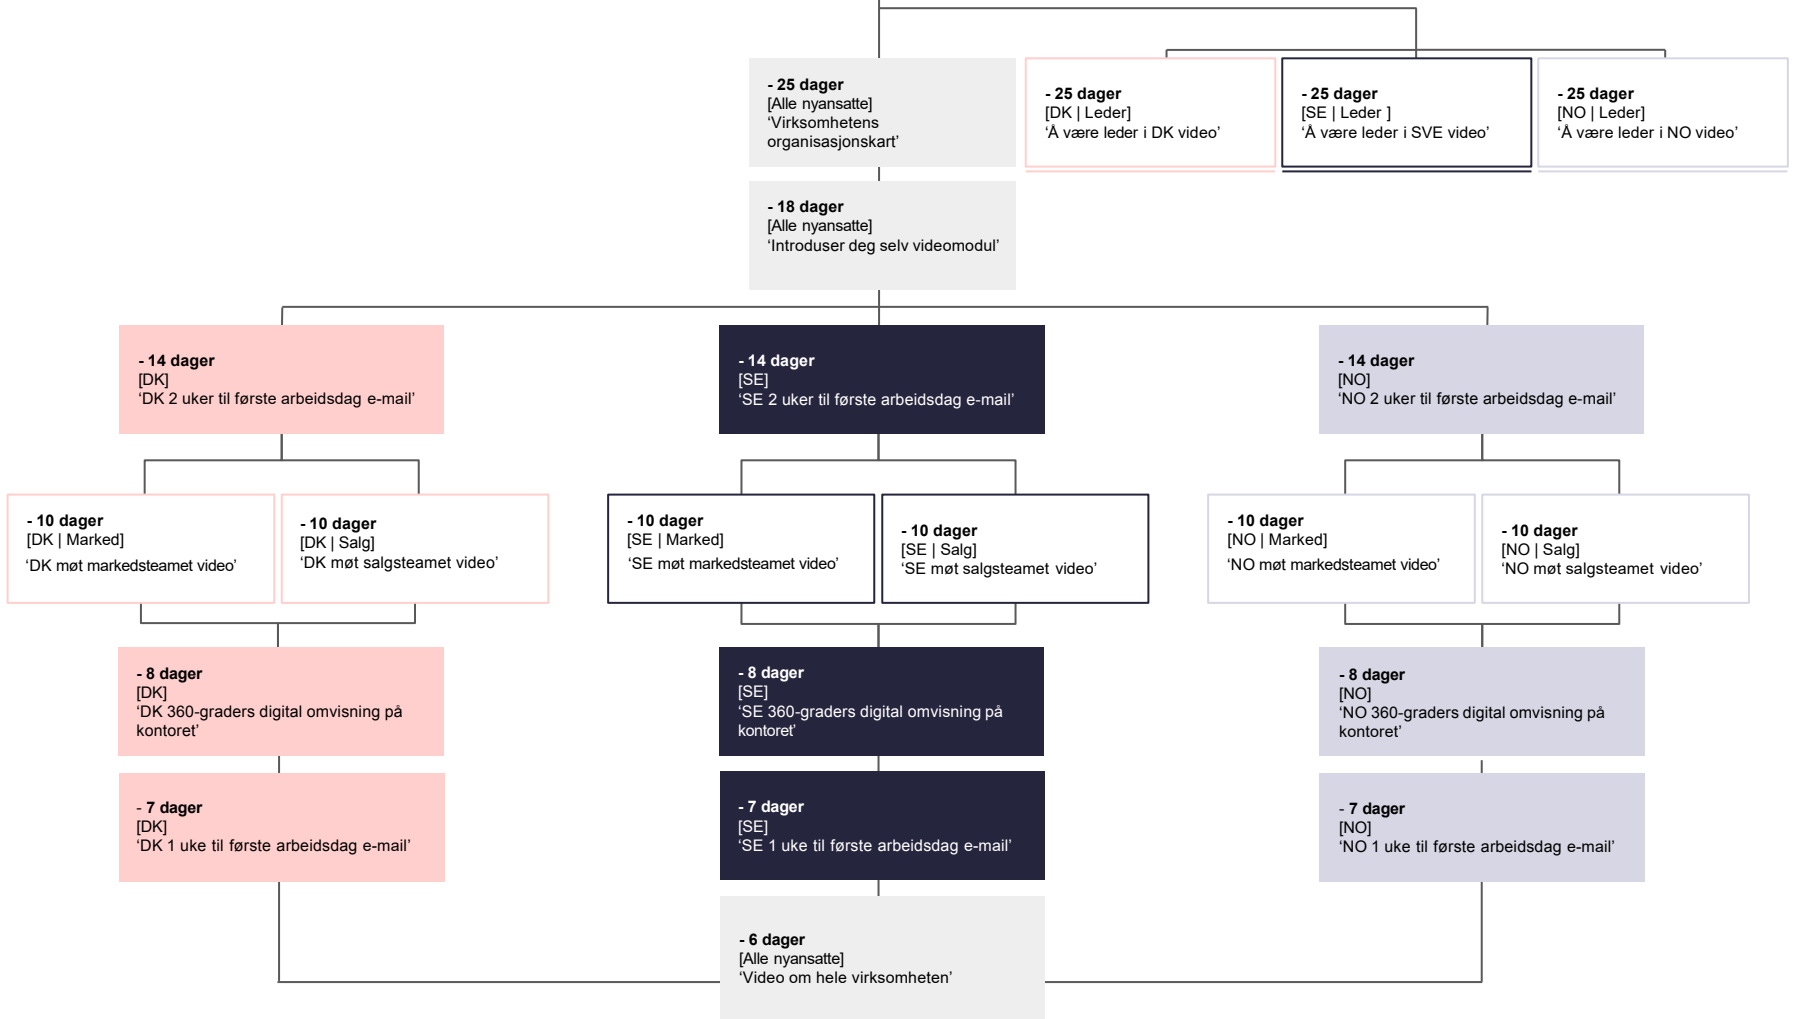 - 25 dager
[Alle nyansatte]
‘Virksomhetens
organisasjonskart’
- 25 dager
[DK | Leder]
‘Å være leder i DK video’
- 25 dager
[SE | Leder ]
‘Å være leder i SVE video’
- 25 dager
[NO | Leder]
‘Å være leder i NO video’
- 18 dager
[Alle nyansatte]
‘Introduser deg selv videomodul’
- 14 dager
[DK]
‘DK 2 uker til første arbeidsdag e-mail’
- 14 dager
[SE]
‘SE 2 uker til første arbeidsdag e-mail’
- 14 dager
[NO]
‘NO 2 uker til første arbeidsdag e-mail’
- 10 dager
[DK | Marked]
‘DK møt markedsteamet video’
- 10 dager
[DK | Salg]
‘DK møt salgsteamet video’
- 10 dager
[SE | Marked]
‘SE møt markedsteamet video’
- 10 dager
[SE | Salg]
‘SE møt salgsteamet video’
- 10 dager
[NO | Marked]
‘NO møt markedsteamet video’
- 10 dager
[NO | Salg]
‘NO møt salgsteamet video’
- 8 dager
[DK]
‘DK 360-graders digital omvisning på
kontoret’
- 8 dager
[SE]
‘SE 360-graders digital omvisning på
kontoret’
- 8 dager
[NO]
‘NO 360-graders digital omvisning på
kontoret’
- 7 dager
[DK]
‘DK 1 uke til første arbeidsdag e-mail’
- 7 dager
[SE]
‘SE 1 uke til første arbeidsdag e-mail’
- 7 dager
[NO]
‘NO 1 uke til første arbeidsdag e-mail’
- 6 dager
[Alle nyansatte]
‘Video om hele virksomheten’